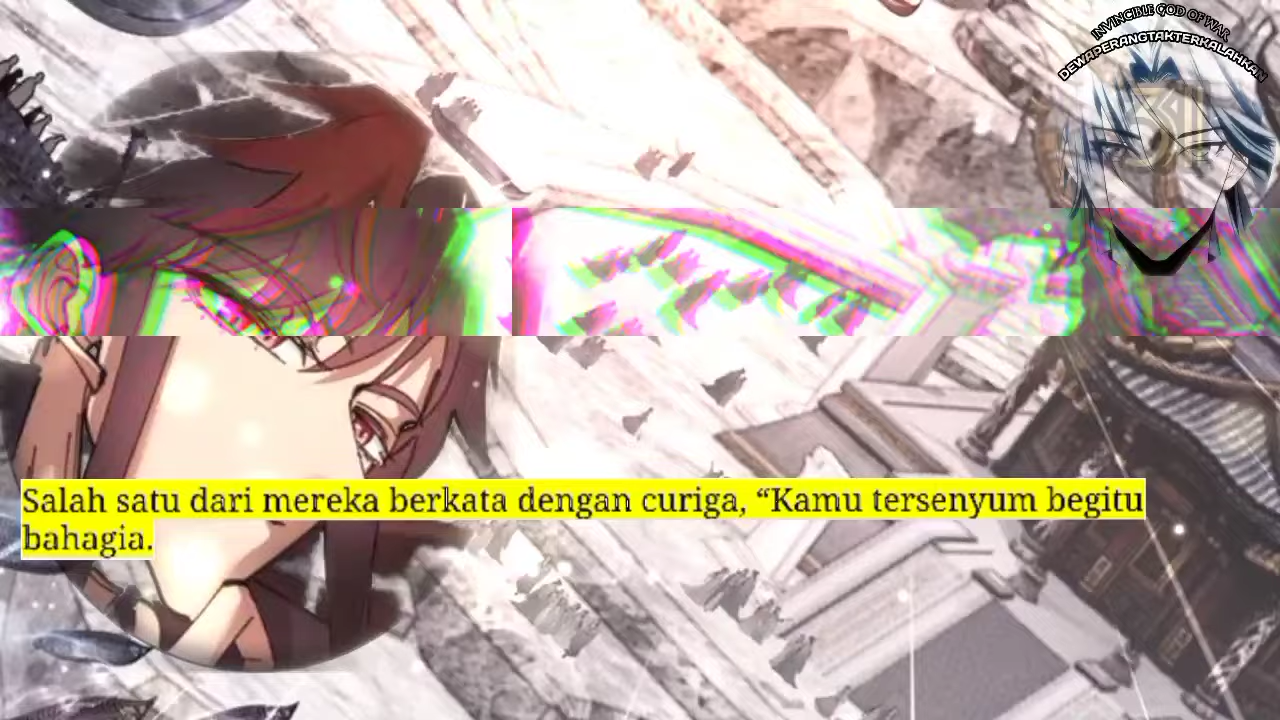 INVINCIBLE GOD OF WAR
DEWAPERANGTAKTERKALAHKAN
Salah satu dari mereka berkata dengan curiga, “Kamu tersenyum begitu
bahagia.